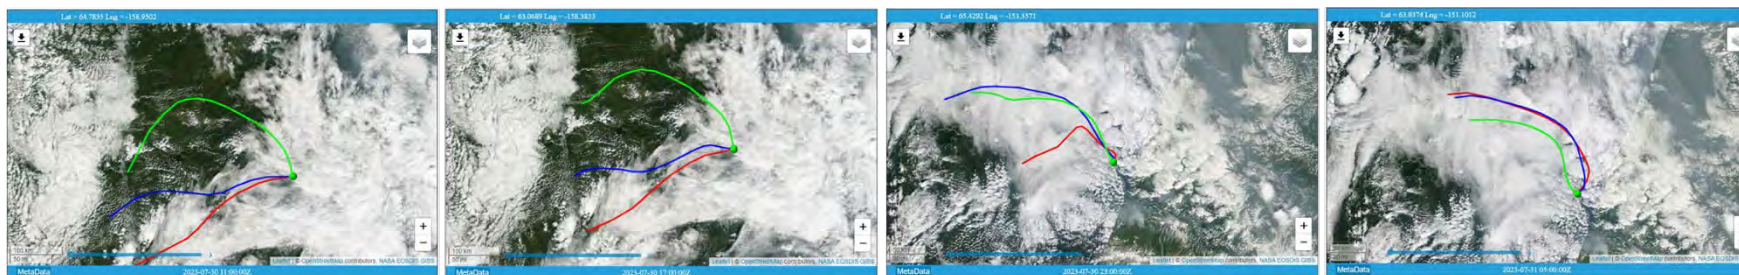 Lat = 64.7835 Lng = -158.9502
100 km
50 mi
Leaflet | © OpenStreetMap contributors, NASA EOSDIS GIBS
MetaData
2023-07-30 11:00:00Z
Lat = 63.0489 Lng = -158.3833
100 km
50 mi
Leaflet | © OpenStreetMap contributors, NASA EOSDIS GIBS
MetaData
2023-07-30 17:00:00Z
Lat = 65.4292 Lng = -153.3571
Leaflet | © OpenStreetMap contributors, NASA EOSDIS GIBS
MetaData
2023-07-30 23:00:00Z
Lat = 63.8374 Lng = -151.1012
Leaflet | © OpenStreetMap contributors, NASA EOSDIS GIBS
MetaData
2023-07-31 05:00:00Z